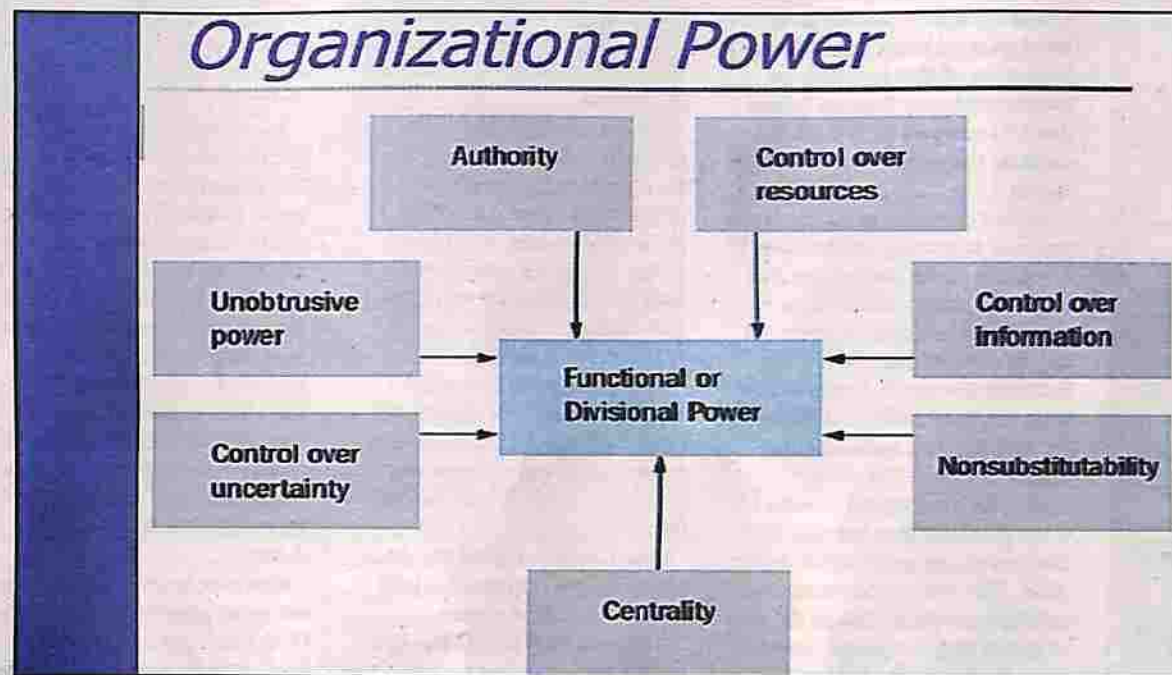 Organizational Power
Authority
Control over
resources
Unobtrusive
power
Control over
information
Functional or
Divisional Power
Control over
uncertainty
Nonsubstitutability
Centrality